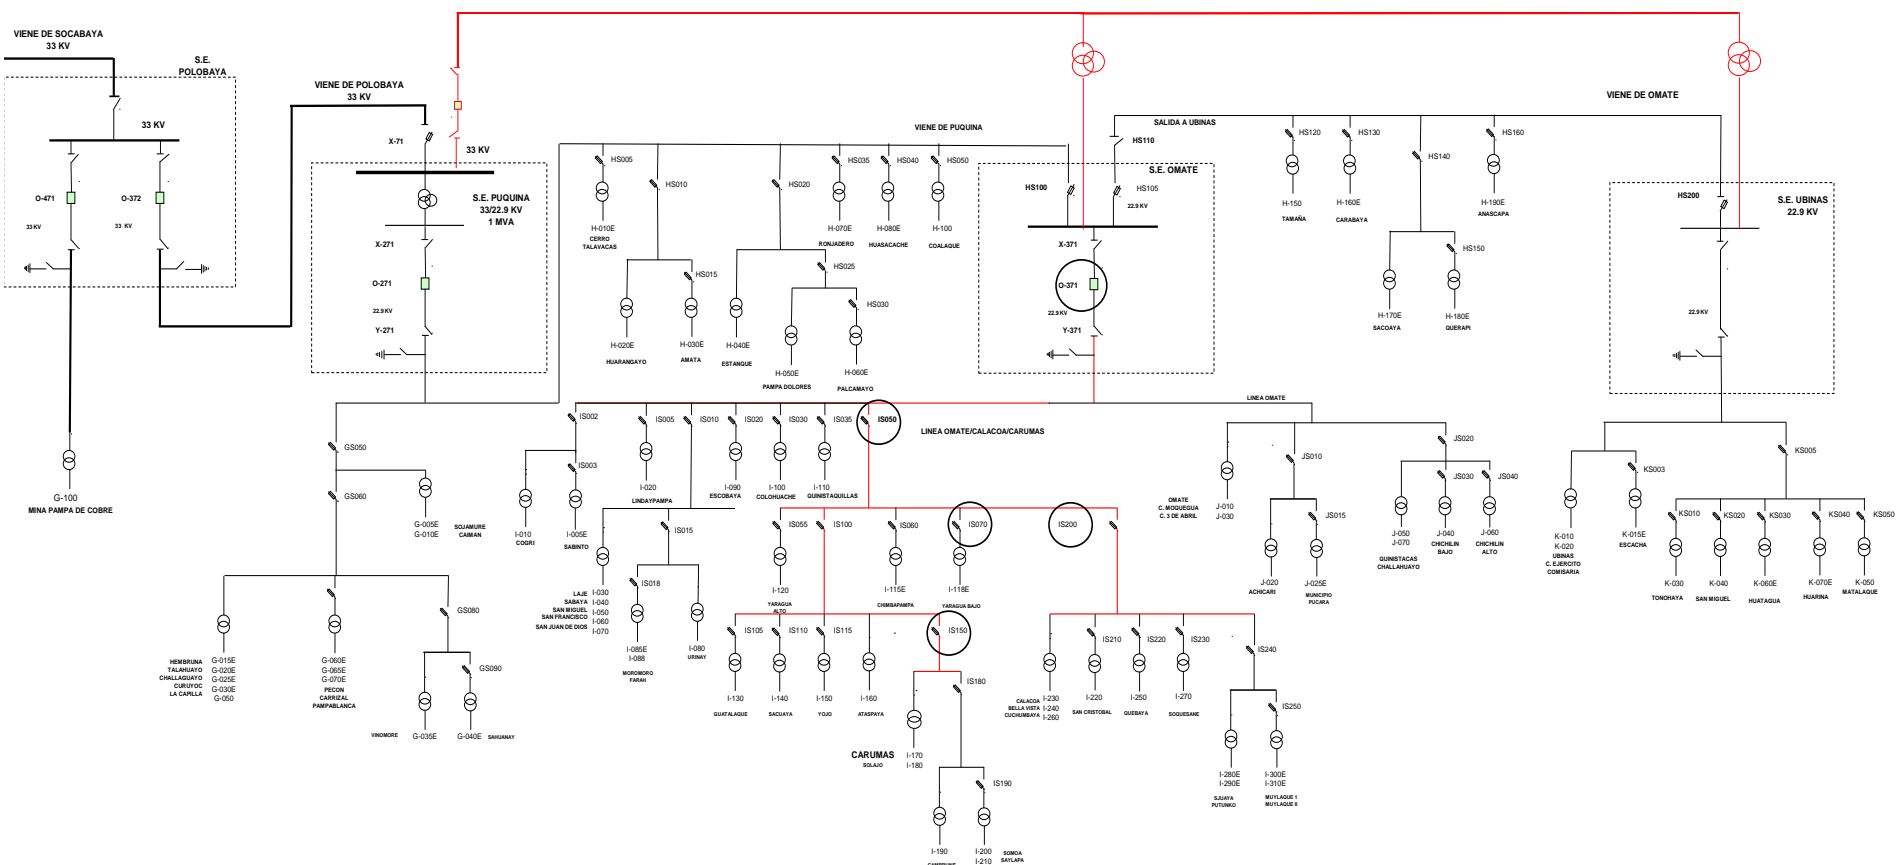 VIENE DE SOCABAYA
33 KV
S.E.
POLOBAYA
33 KV
O-471
O-372
33 KV
33 KV
G-100
MINA PAMPA DE COBRE
VIENE DE POLOBAYA
33 KV
X-71
33 KV
S.E. PUQUINA
33/22.9 KV
1 MVA
X-271
O-271
22.9 KV
Y-271
GS050
GS060
G-005E
G-010E
SOJAMURE
CAIMAN
HEMBRUNA
TALAHUAYO
CHALLAGUAYO
CURUYOC
LA CAPILLA
G-015E
G-020E
G-025E
G-030E
G-050
G-060E
G-065E
G-070E
PECON
CARRIZAL
PAMPABLANCA
GS080
GS090
VINOMORE
G-035E
G-040E
SAHUANAY
VIENE DE PUQUINA
HS005
H-010E
CERRO
TALAVACAS
HS010
H-020E
HUARANGAYO
HS015
H-030E
AMATA
HS020
H-040E
ESTANQUE
HS025
H-050E
PAMPA DOLORES
HS030
H-060E
PALCAMAYO
HS035
H-070E
RONJADERO
HS040
H-080E
HUASACACHE
HS050
H-100
COALAQUE
SALIDA A UBINAS
HS110
S.E. OMATE
HS100
HS105
22.9 KV
X-371
O-371
22.9 KV
Y-371
HS120
H-150
TAMAÑA
HS130
H-160E
CARABAYA
HS140
H-170E
SACOAYA
HS150
H-180E
QUERAPI
HS160
H-190E
ANASCAPA
VIENE DE OMATE
HS200
S.E. UBINAS
22.9 KV
22.9 KV
LINEA OMATE/CALACOA/CARUMAS
LINEA OMATE
IS002
I-010
COGRI
IS003
I-005E
SABINTO
IS005
I-020
LINDAYPAMPA
IS010
IS020
I-090
ESCOBAYA
IS030
I-100
COLOHUACHE
IS035
I-110
QUINISTAQUILLAS
IS050
LAJE
SABAYA
SAN MIGUEL
SAN FRANCISCO
SAN JUAN DE DIOS
I-030
I-040
I-050
I-060
I-070
IS015
IS018
I-085E
I-088
MOROMORO
FARAH
I-080
URINAY
IS055
I-120
YARAGUA
ALTO
IS100
IS060
I-115E
CHIMBAPAMPA
IS070
I-118E
YARAGUA BAJO
IS200
IS105
I-130
GUATALAQUE
IS110
I-140
SACUAYA
IS115
I-150
YOJO
I-160
ATASPAYA
IS150
IS180
CARUMAS
SOLAJO
I-170
I-180
I-190
IS190
I-200
I-210
SOMOA
SAYLAPA
CALACOA
BELLA VISTA
CUCHUMBAYA
I-230
I-240
I-260
IS210
I-220
SAN CRISTOBAL
IS220
I-250
QUEBAYA
IS230
I-270
SOQUESANE
IS240
IS250
I-280E
I-290E
SJUAYA
PUTUNKO
I-300E
I-310E
MUYLAQUE 1
MUYLAQUE II
OMATE
C. MOQUEGUA
C. 3 DE ABRIL
J-010
J-030
JS010
J-020
ACHICARI
JS015
J-025E
MUNICIPIO
PUCARA
JS020
J-050
J-070
QUINISTACAS
CHALLAHUAYO
JS030
J-040
CHICHILIN
BAJO
JS040
J-060
CHICHILIN
ALTO
K-010
K-020
UBINAS
C. EJERCITO
COMISARIA
KS003
K-015E
ESCACHA
KS005
KS010
K-030
TONOHAYA
KS020
K-040
SAN MIGUEL
KS030
K-060E
HUATAGUA
KS040
K-070E
HUARINA
KS050
K-050
MATALAQUE